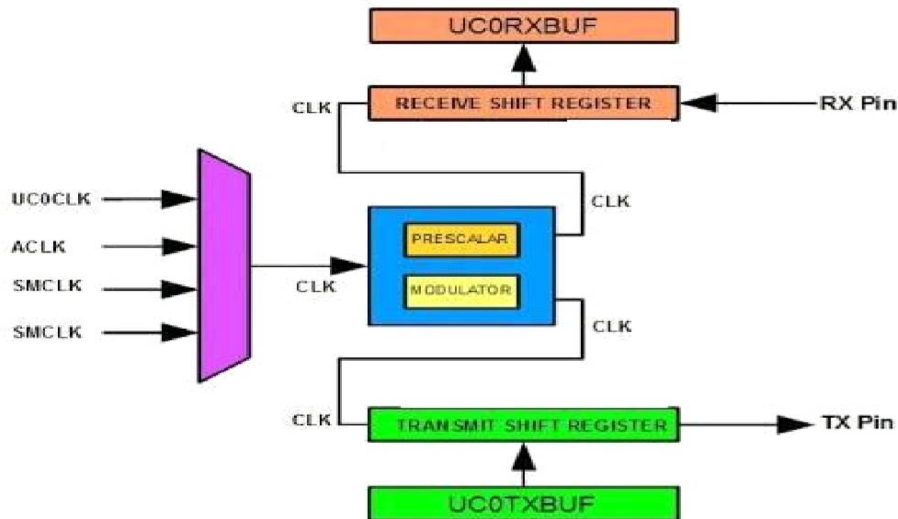 UC0RXBUF
CLK
RECEIVE SHIFT REGISTER
RX Pin
UC0CLK
ACLK
SMCLK
SMCLK
CLK
PRESCALAR
MODULATOR
CLK
CLK
CLK
TRANSMIT SHIFT REGISTER
TX Pin
UC0TXBUF